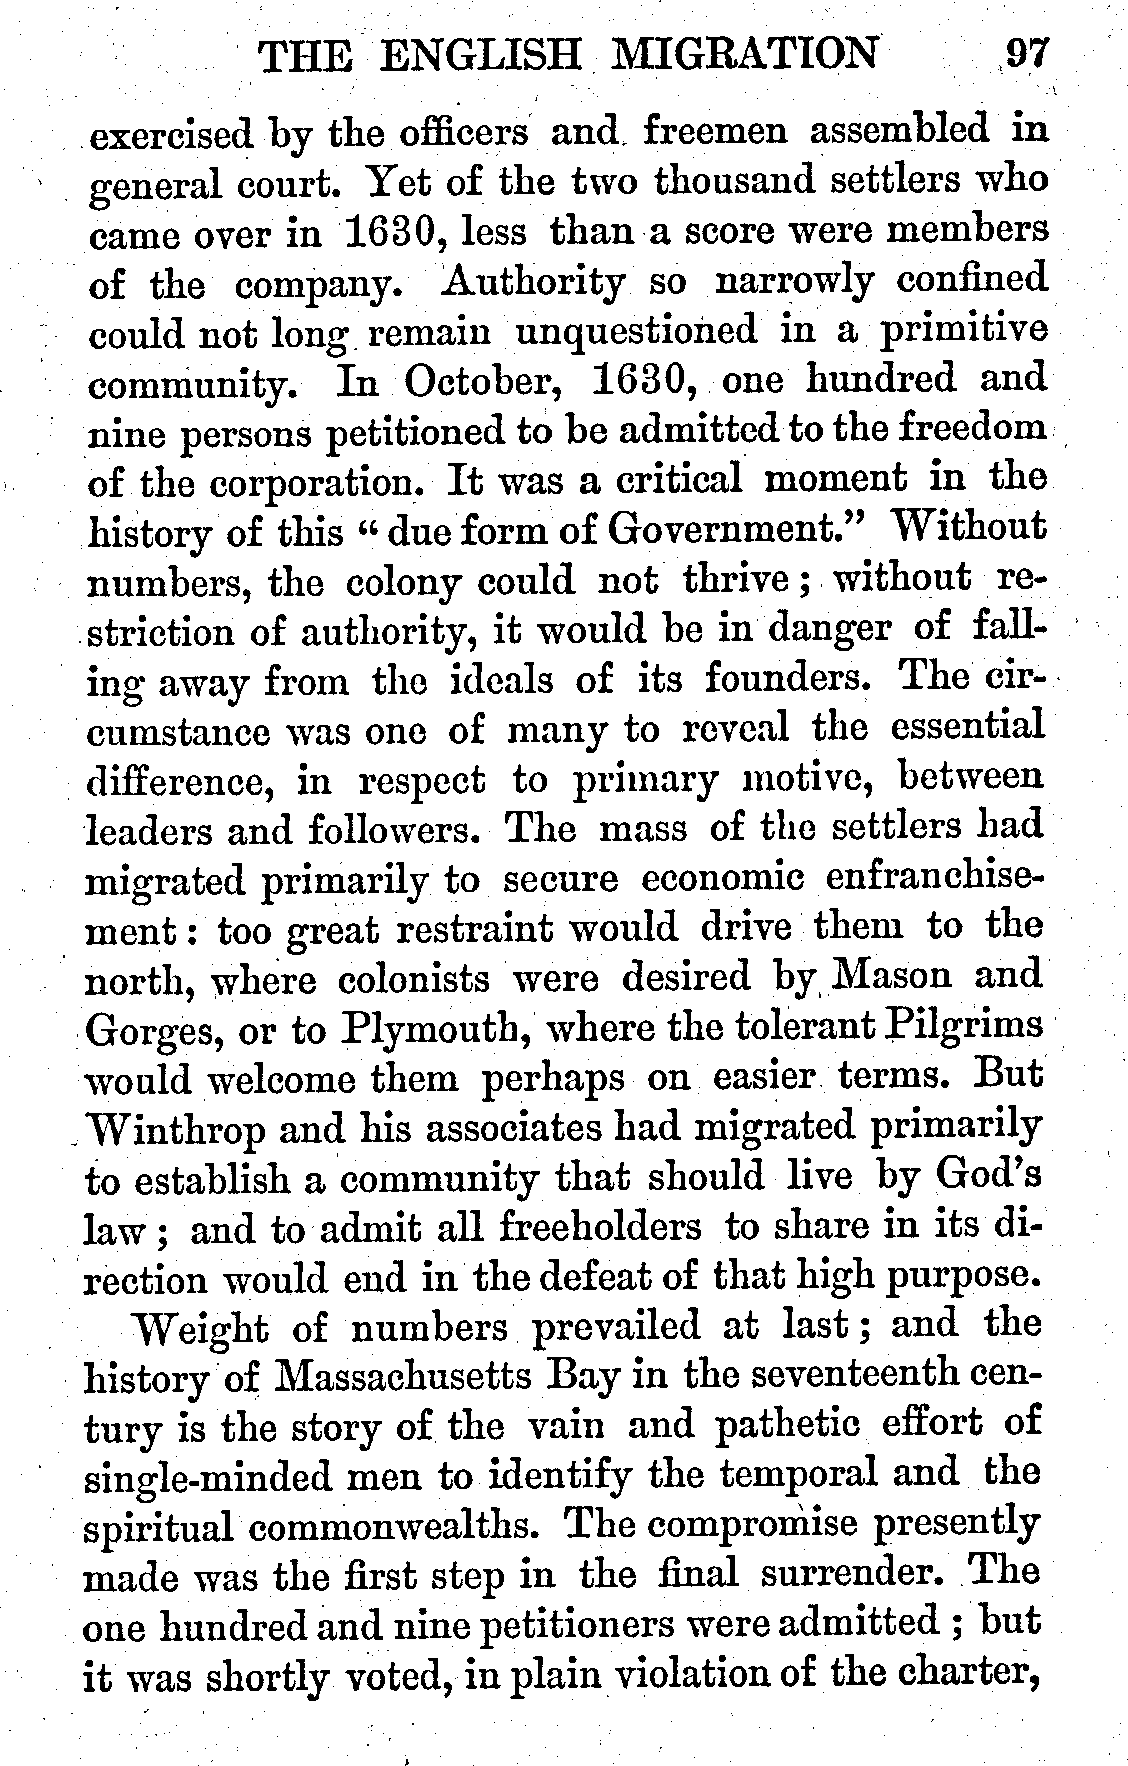 THE ENGLISH MIGRATION 97
exercised by the officers and freemen assembled in
general court. Yet of the two thousand settlers who
came over in 1630, less than a score were members
of the company. Authority so narrowly confined
could not long remain unquestioned in a primitive
community. In October, 1630, one hundred and
nine persons petitioned to be admitted to the freedom
of the corporation. It was a critical moment in the
history of this “ due form of Government.” Without
numbers, the colony could not thrive ; without re-
striction of authority, it would be in danger of fall-
ing away from the ideals of its founders. The cir-
cumstance was one of many to reveal the essential
difference, in respect to primary motive, between
leaders and followers. The mass of the settlers had
migrated primarily to secure economic enfranchise-
ment : too great restraint would drive them to the
north, where colonists were desired by Mason and
Gorges, or to Plymouth, where the tolerant Pilgrims
would welcome them perhaps on easier terms. But
Winthrop and his associates had migrated primarily
to establish a community that should live by God’s
law ; and to admit all freeholders to share in its di-
rection would end in the defeat of that high purpose.
Weight of numbers prevailed at last ; and the
history of Massachusetts Bay in the seventeenth cen-
tury is the story of the vain and pathetic effort of
single-minded men to identify the temporal and the
spiritual commonwealths. The compromise presently
made was the first step in the final surrender. The
one hundred and nine petitioners were admitted ; but
it was shortly voted, in plain violation of the charter,